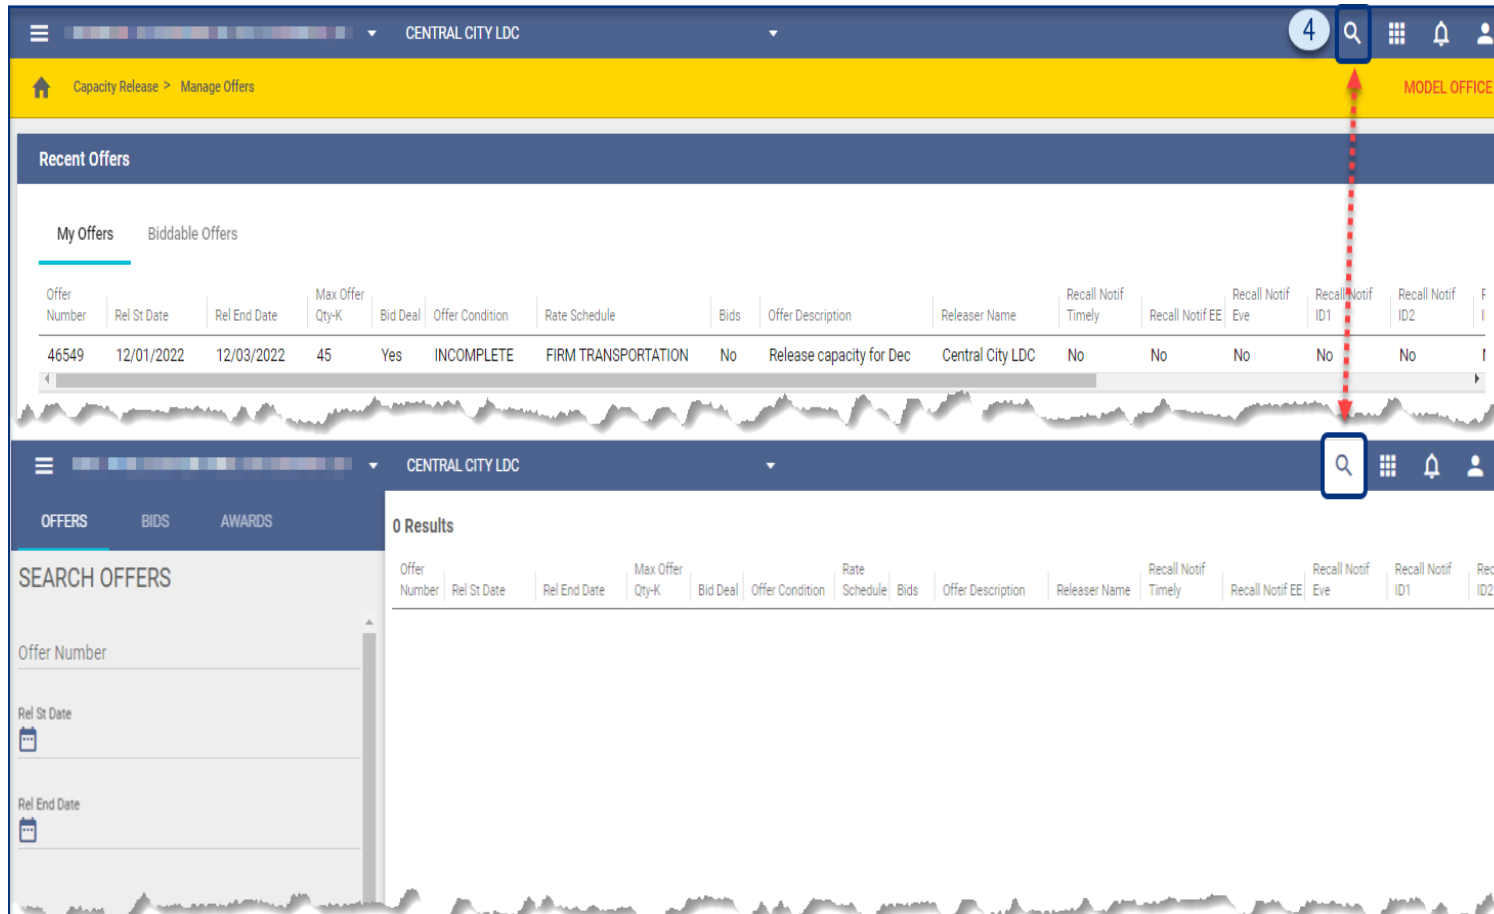 CENTRAL CITY LDC
4
Capacity Release > Manage Offers
MODEL OFFICE
Recent Offers
My Offers Biddable Offers
Offer Number Rel St Date Rel End Date Max Offer Qty-K Bid Deal Offer Condition Rate Schedule Bids Offer Description Releaser Name Recall Notif Timely Recall Notif EE Recall Notif Eve Recall Notif ID1 Recall Notif ID2
46549 12/01/2022 12/03/2022 45 Yes INCOMPLETE FIRM TRANSPORTATION No Release capacity for Dec Central City LDC No No No No No
CENTRAL CITY LDC
OFFERS BIDS AWARDS
0 Results
SEARCH OFFERS
Offer Number Rel St Date Rel End Date Max Offer Qty-K Bid Deal Offer Condition Rate Schedule Bids Offer Description Releaser Name Recall Notif Timely Recall Notif EE Recall Notif Eve Recall Notif ID1 Rec ID2
Offer Number
Rel St Date
Rel End Date